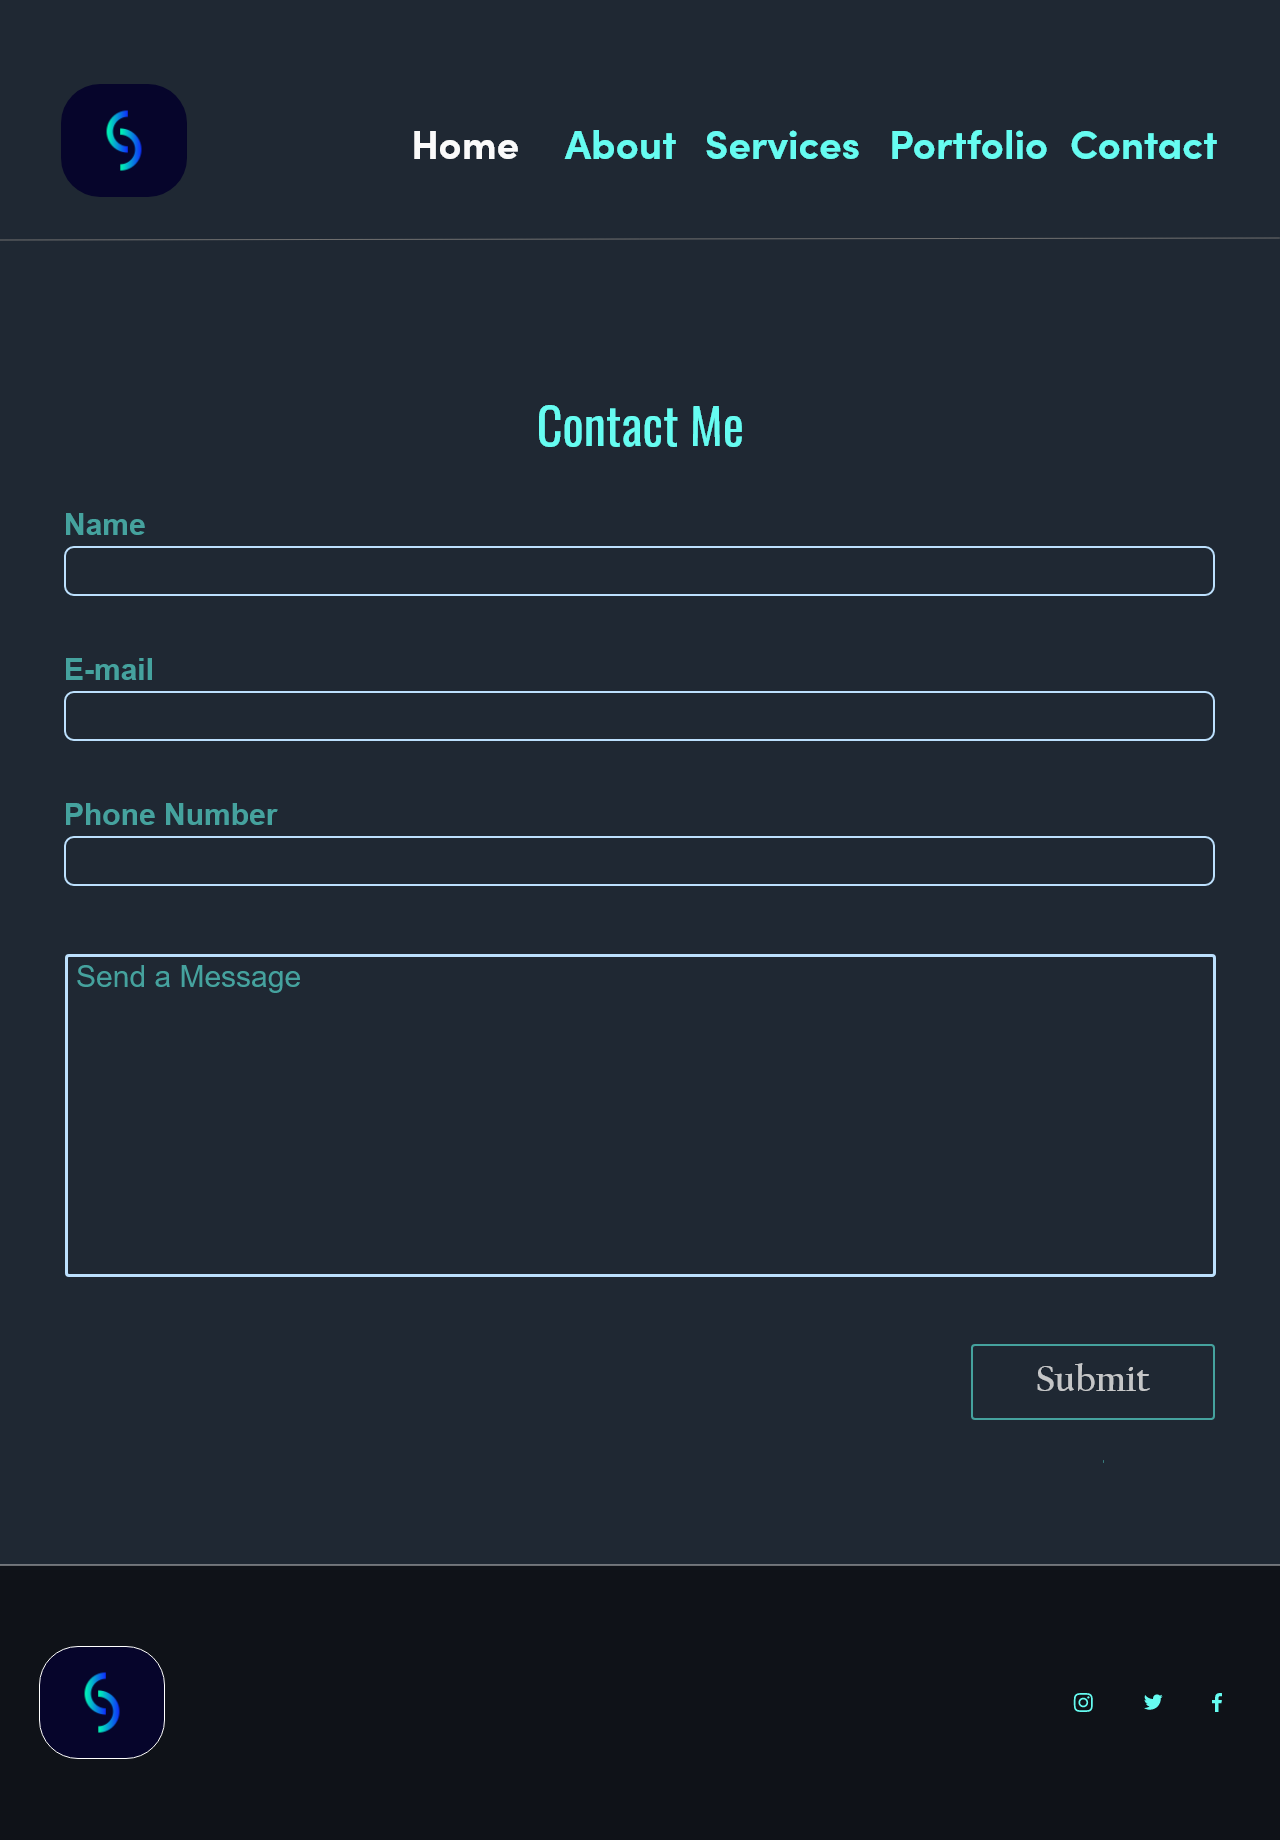 Home About Services Portfolio Contact
Contact Me
Name
E-mail
Phone Number
Send a Message
Submit